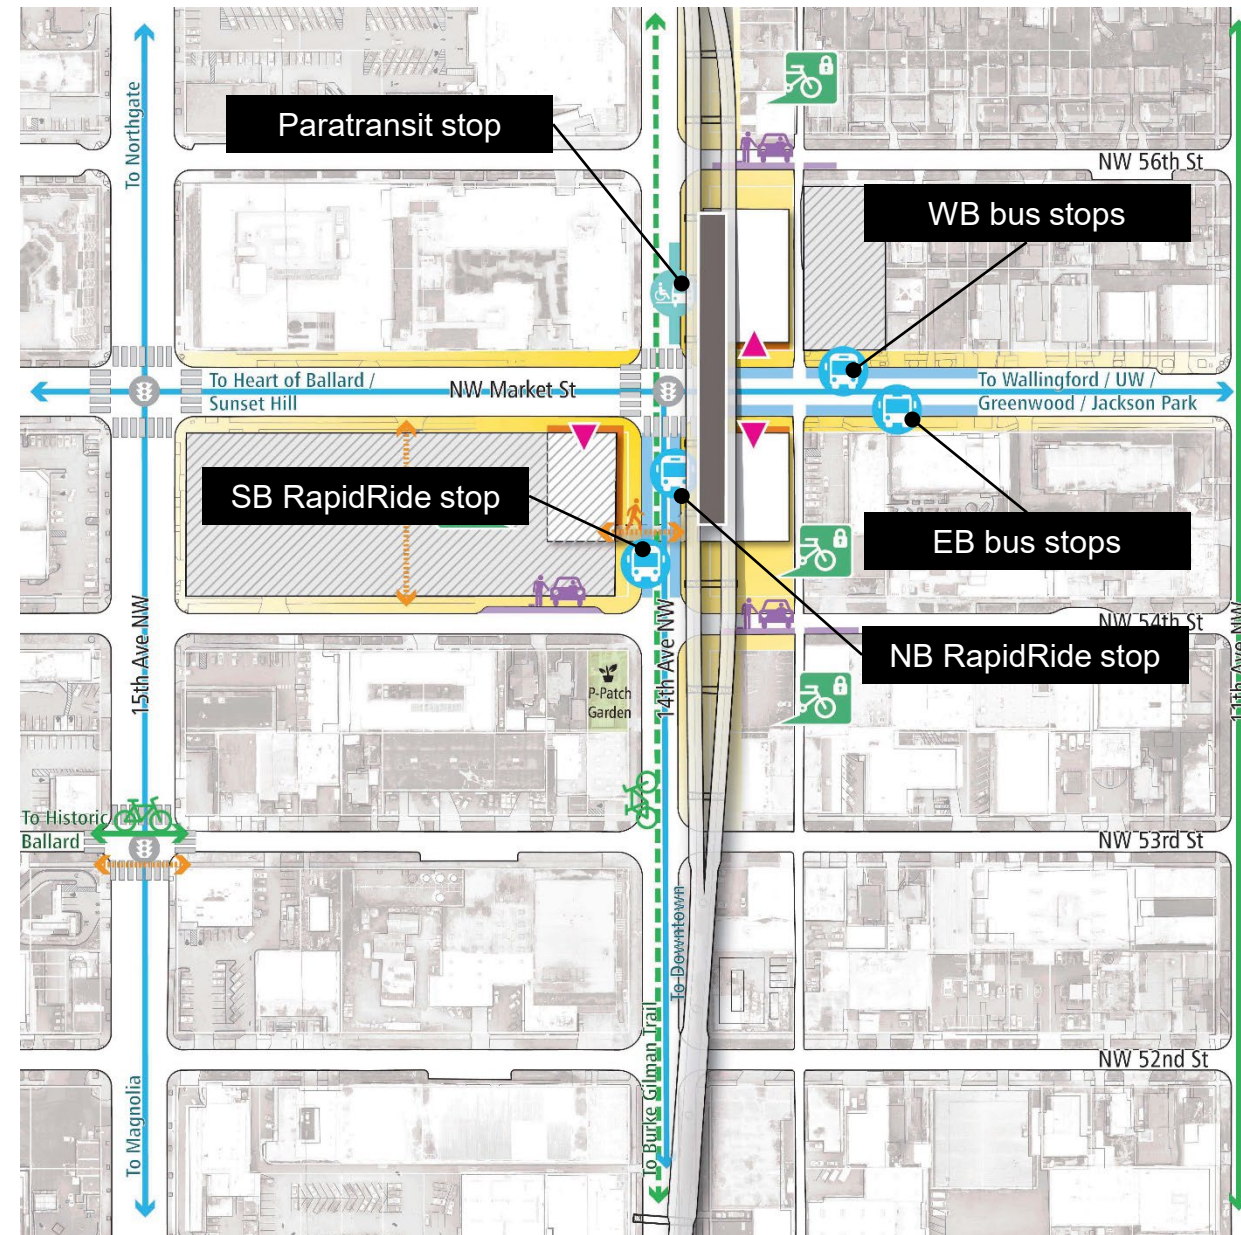 To Northgate
Paratransit stop
NW 56th St
WB bus stops
To Heart of Ballard /
Sunset Hill
NW Market St
To Wallingford / UW /
Greenwood / Jackson Park
SB RapidRide stop
EB bus stops
15th Ave NW
14th Ave NW
NW 54th St
11th Ave NW
NB RapidRide stop
P-Patch
Garden
To Historic
Ballard
NW 53rd St
To Downtown
To Burke Gilman Trail
NW 52nd St
To Magnolia